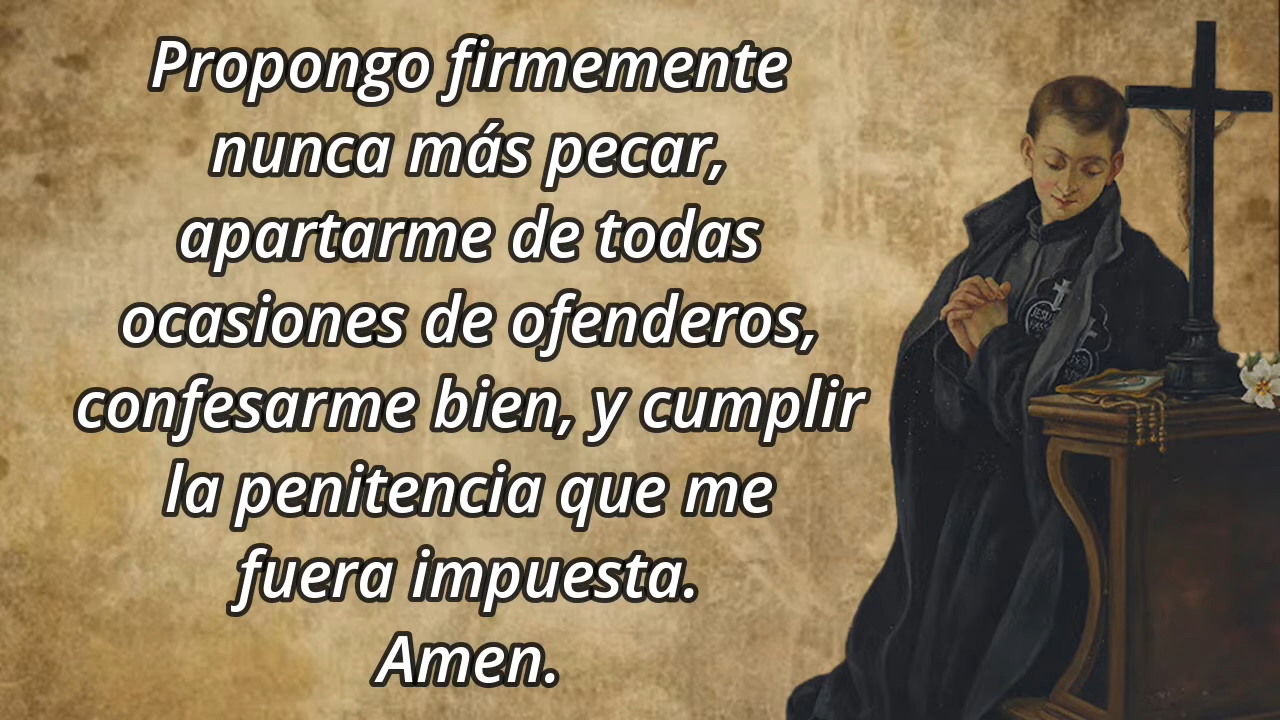 Propongo firmemente
nunca más pecar,
apartarme de todas
ocasiones de ofenderos,
confesarme bien, y cumplir
la penitencia que me
fuera impuesta.
Amen.